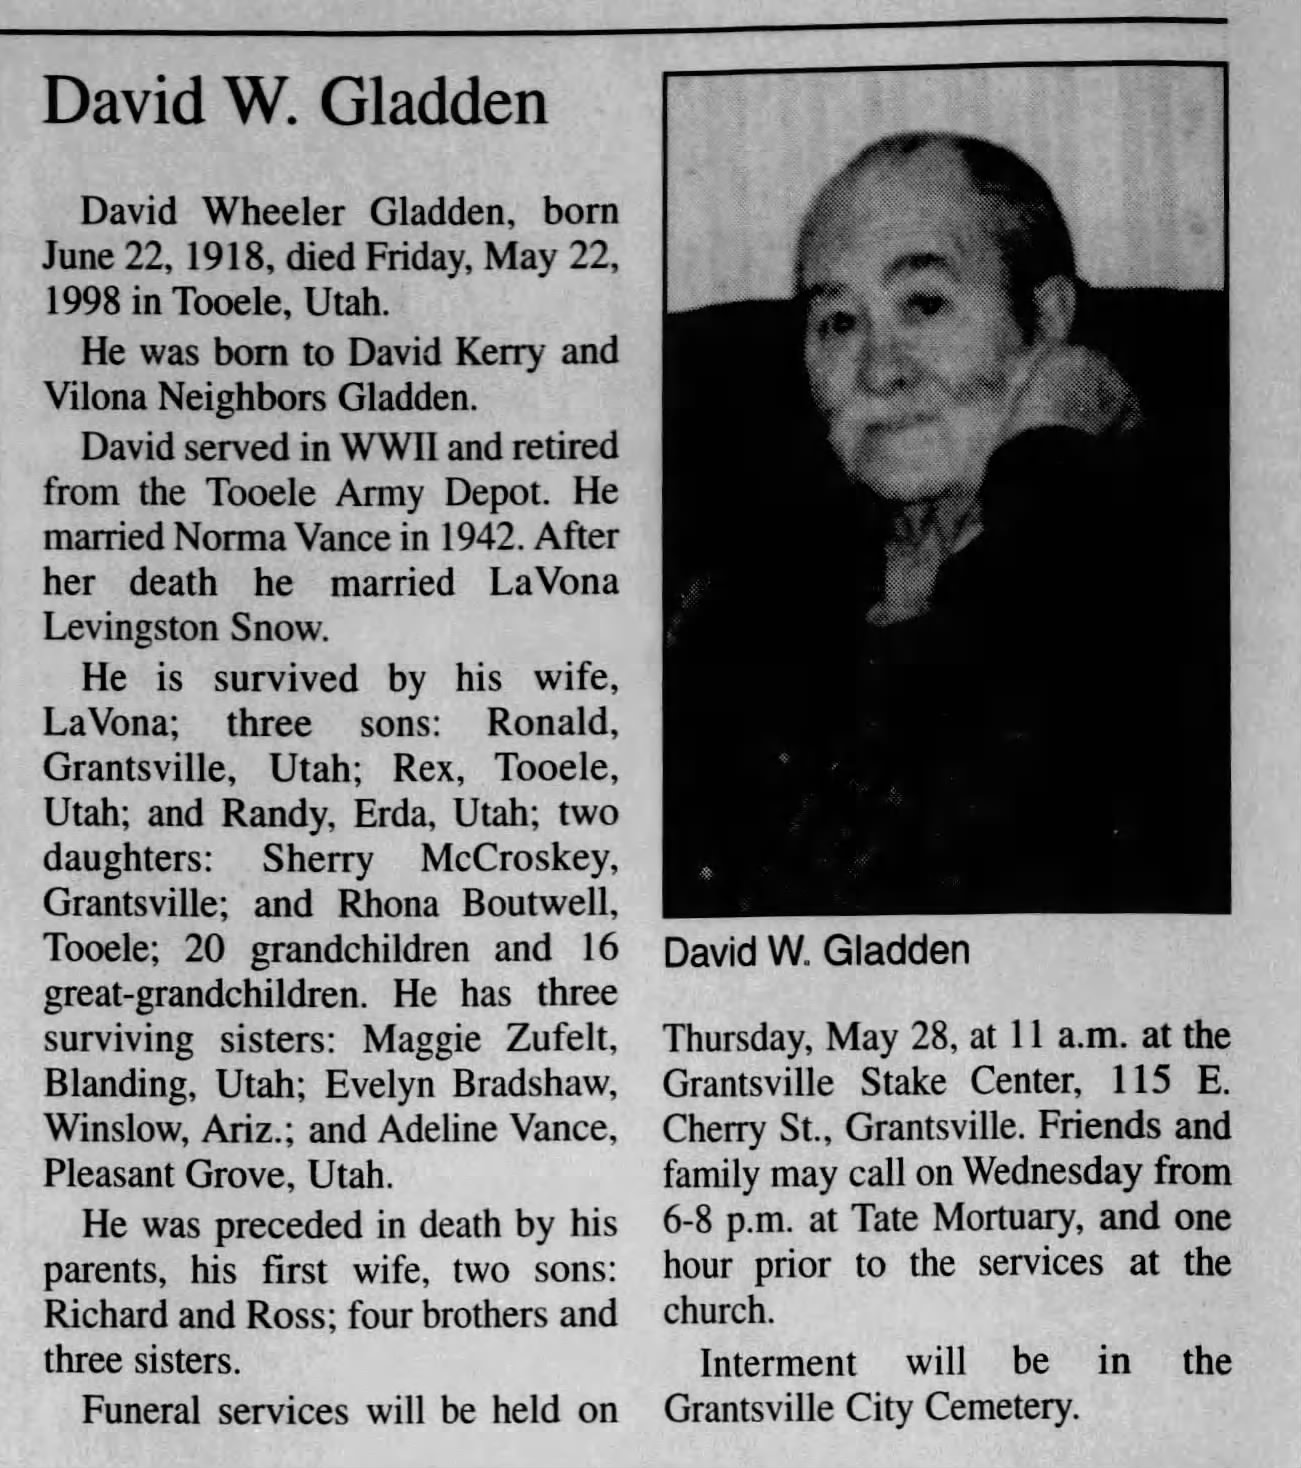 David W. Gladden
David Wheeler Gladden, born
June 22, 1918, died Friday, May 22,
1998 in Tooele, Utah.
He was born to David Kerry and
Vilona Neighbors Gladden.
David served in WWII and retired
from the Tooele Army Depot. He
married Norma Vance in 1942. After
her death he married LaVona
Levingston Snow.
He is survived by his wife,
LaVona; three sons: Ronald,
Grantsville, Utah; Rex, Tooele,
Utah; and Randy, Erda, Utah; two
daughters: Sherry McCroskey,
Grantsville; and Rhona Boutwell,
Tooele; 20 grandchildren and 16
great-grandchildren. He has three
surviving sisters: Maggie Zufelt,
Blanding, Utah; Evelyn Bradshaw,
Winslow, Ariz.; and Adeline Vance,
Pleasant Grove, Utah.
He was preceded in death by his
parents, his first wife, two sons:
Richard and Ross; four brothers and
three sisters.
Funeral services will be held on
David W. Gladden
Thursday, May 28, at 11 a.m. at the
Grantsville Stake Center, 115 E.
Cherry St., Grantsville. Friends and
family may call on Wednesday from
6-8 p.m. at Tate Mortuary, and one
hour prior to the services at the
church.
Interment will be in the
Grantsville City Cemetery.